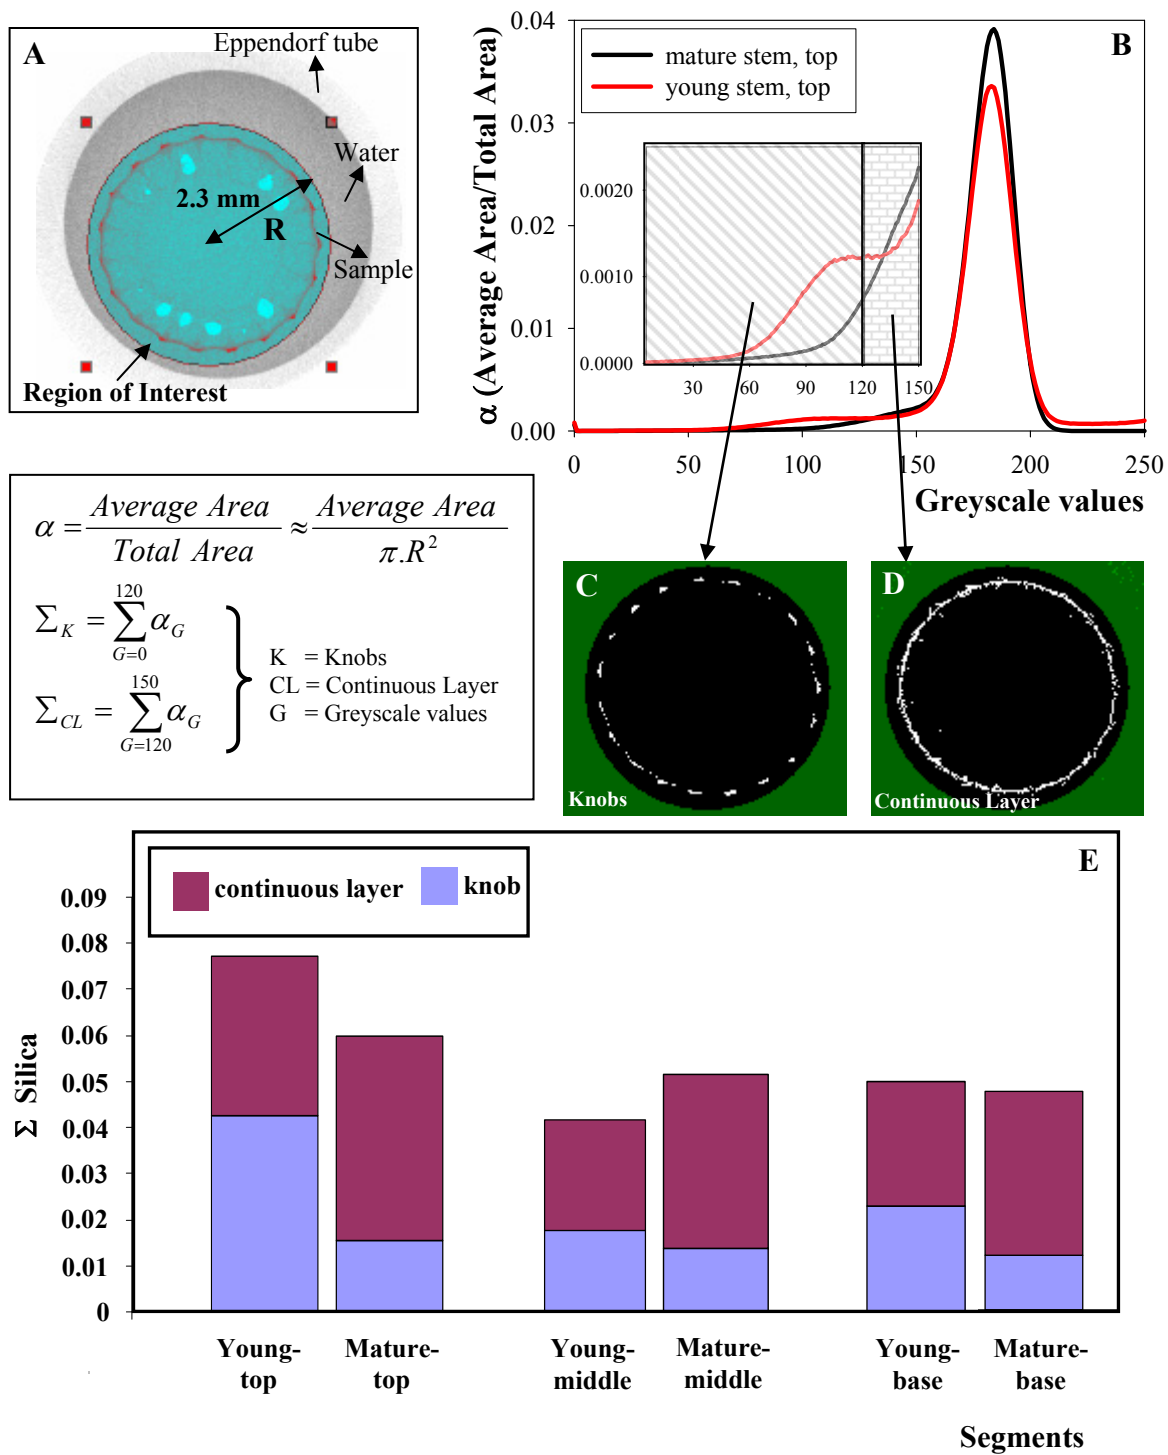 A
Eppendorf tube
Water
2.3 mm
R
Sample
Region of Interest
B
mature stem, top
young stem, top
α (Average Area/Total Area)
0.04
0.03
0.02
0.01
0.00
0.0020
0.0010
0.0000
30 60 90 120 150
0 50 100 150 200 250
Greyscale values
α = Average Area / Total Area ≈ Average Area / π.R²
Σ_K = Σ_{G=0}^{120} α_G
Σ_CL = Σ_{G=120}^{150} α_G
K = Knobs
CL = Continuous Layer
G = Greyscale values
C
Knobs
D
Continuous Layer
E
continuous layer
knob
Σ Silica
0.09
0.08
0.07
0.06
0.05
0.04
0.03
0.02
0.01
0
Young-top
Mature-top
Young-middle
Mature-middle
Young-base
Mature-base
Segments